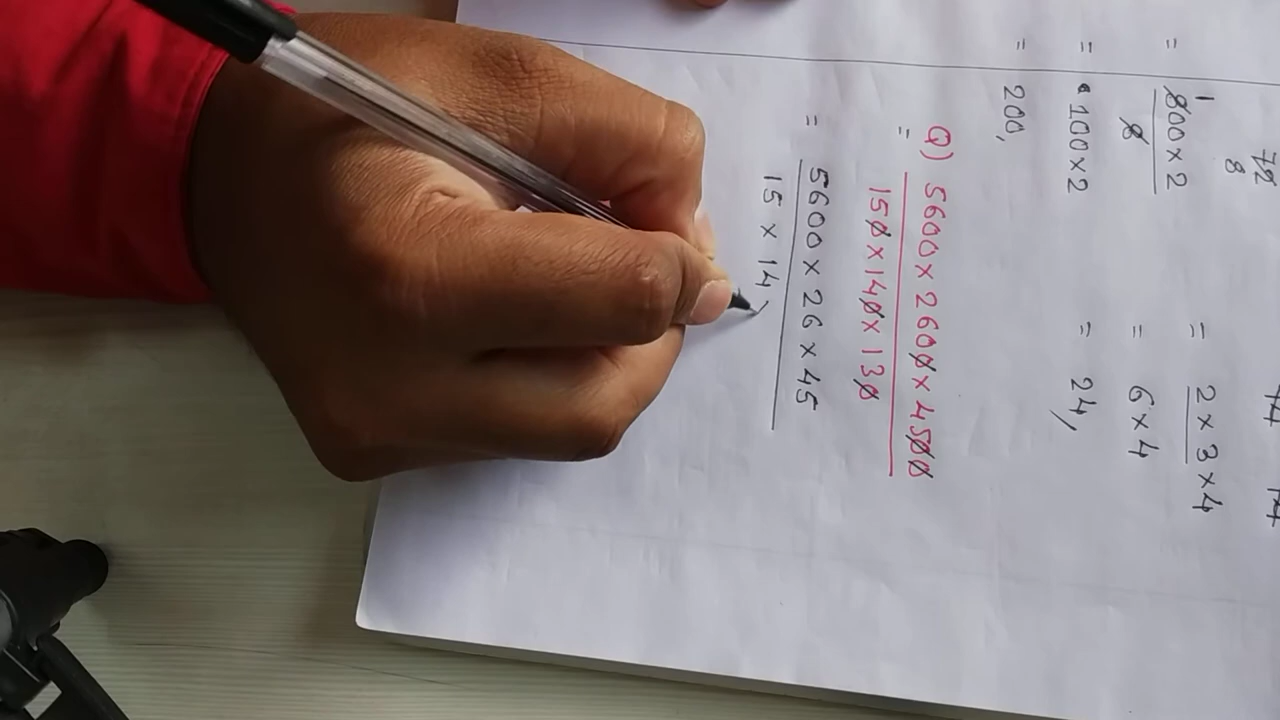 72
8
1
= 800 × 2
8
= 100 × 2
= 200,
= 2 × 3 × 4
= 6 × 4
= 24,
Q) 5600 × 2600 × 4500
= 150 × 140 × 130
= 5600 × 26 × 45
15 × 14